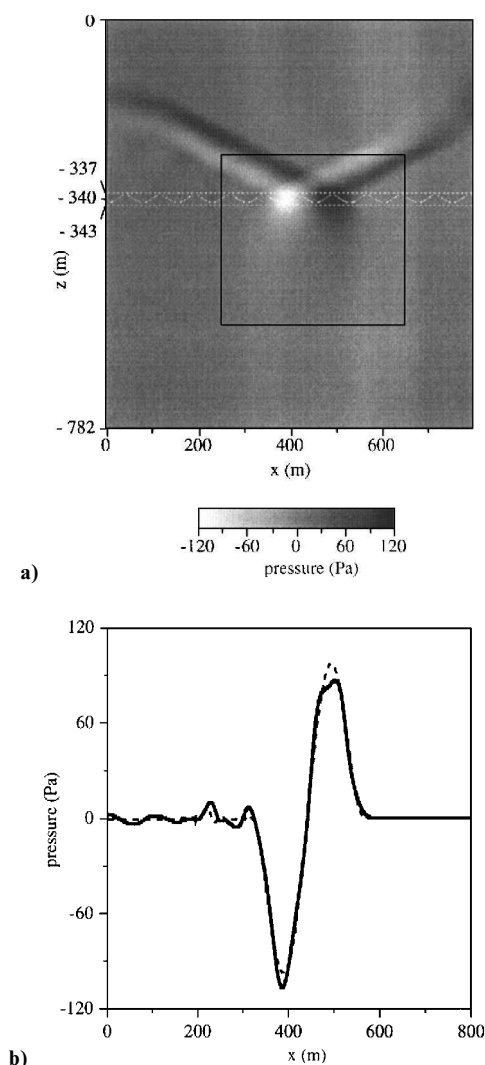 0
- 337
- 340
- 343
z (m)
- 782
0 200 400 600
x (m)
-120 -60 0 60 120
pressure (Pa)
a)
120
60
0
-60
-120
pressure (Pa)
0 200 400 600 800
x (m)
b)